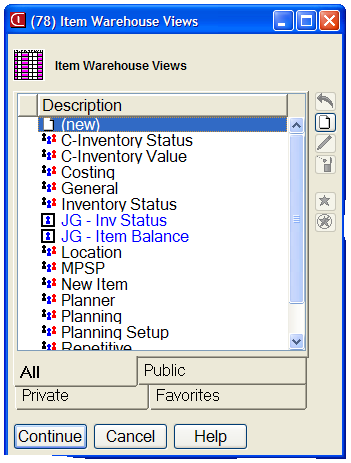 (78) Item Warehouse Views
Item Warehouse Views
Description
(new)
C-Inventory Status
C-Inventory Value
Costing
General
Inventory Status
JG - Inv Status
JG - Item Balance
Location
MPSP
New Item
Planner
Planning
Planning Setup
Repetitive
All
Public
Private
Favorites
Continue
Cancel
Help